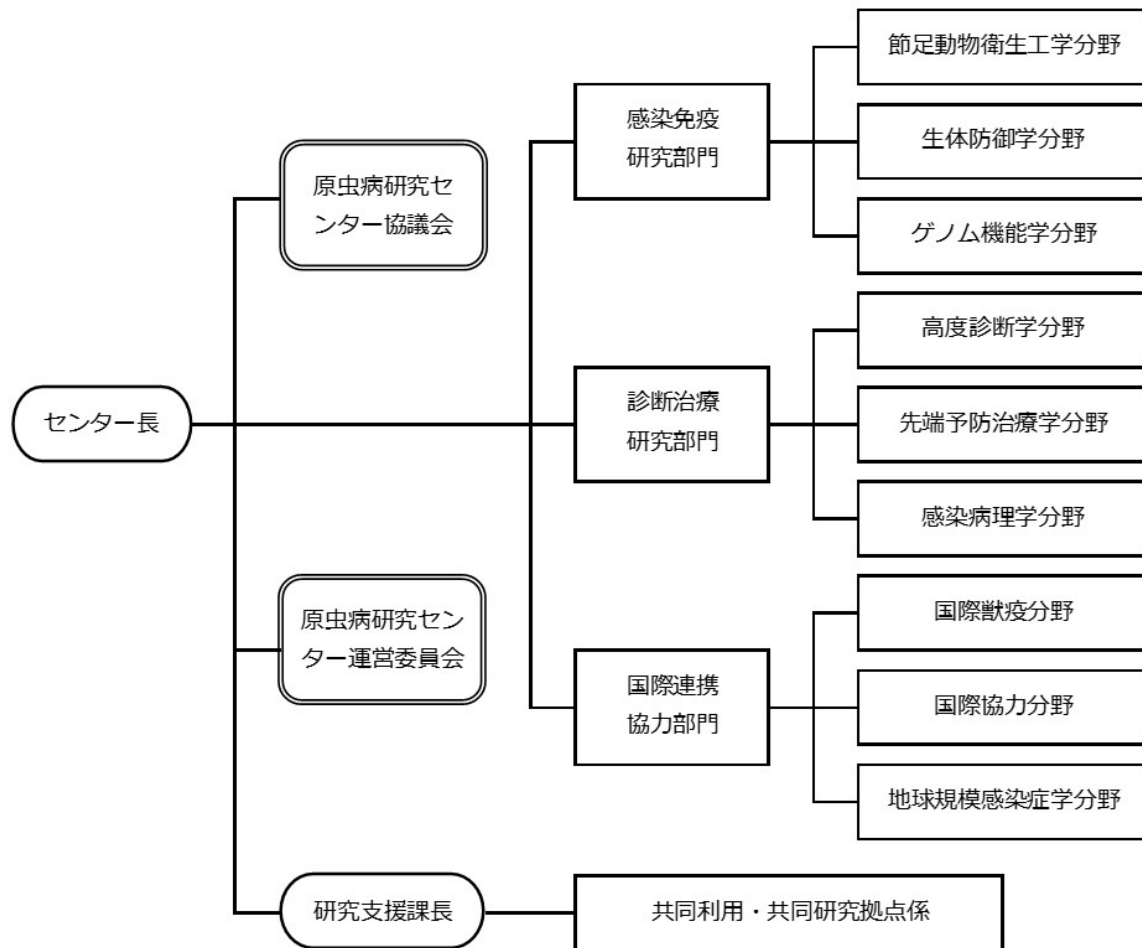 センター長
原虫病研究セ
ンター協議会
原虫病研究セン
ター運営委員会
研究支援課長
感染免疫
研究部門
節足動物衛生工学分野
生体防御学分野
ゲノム機能学分野
診断治療
研究部門
高度診断学分野
先端予防治療学分野
感染病理学分野
国際連携
協力部門
国際獣疫分野
国際協力分野
地球規模感染症学分野
共同利用・共同研究拠点係